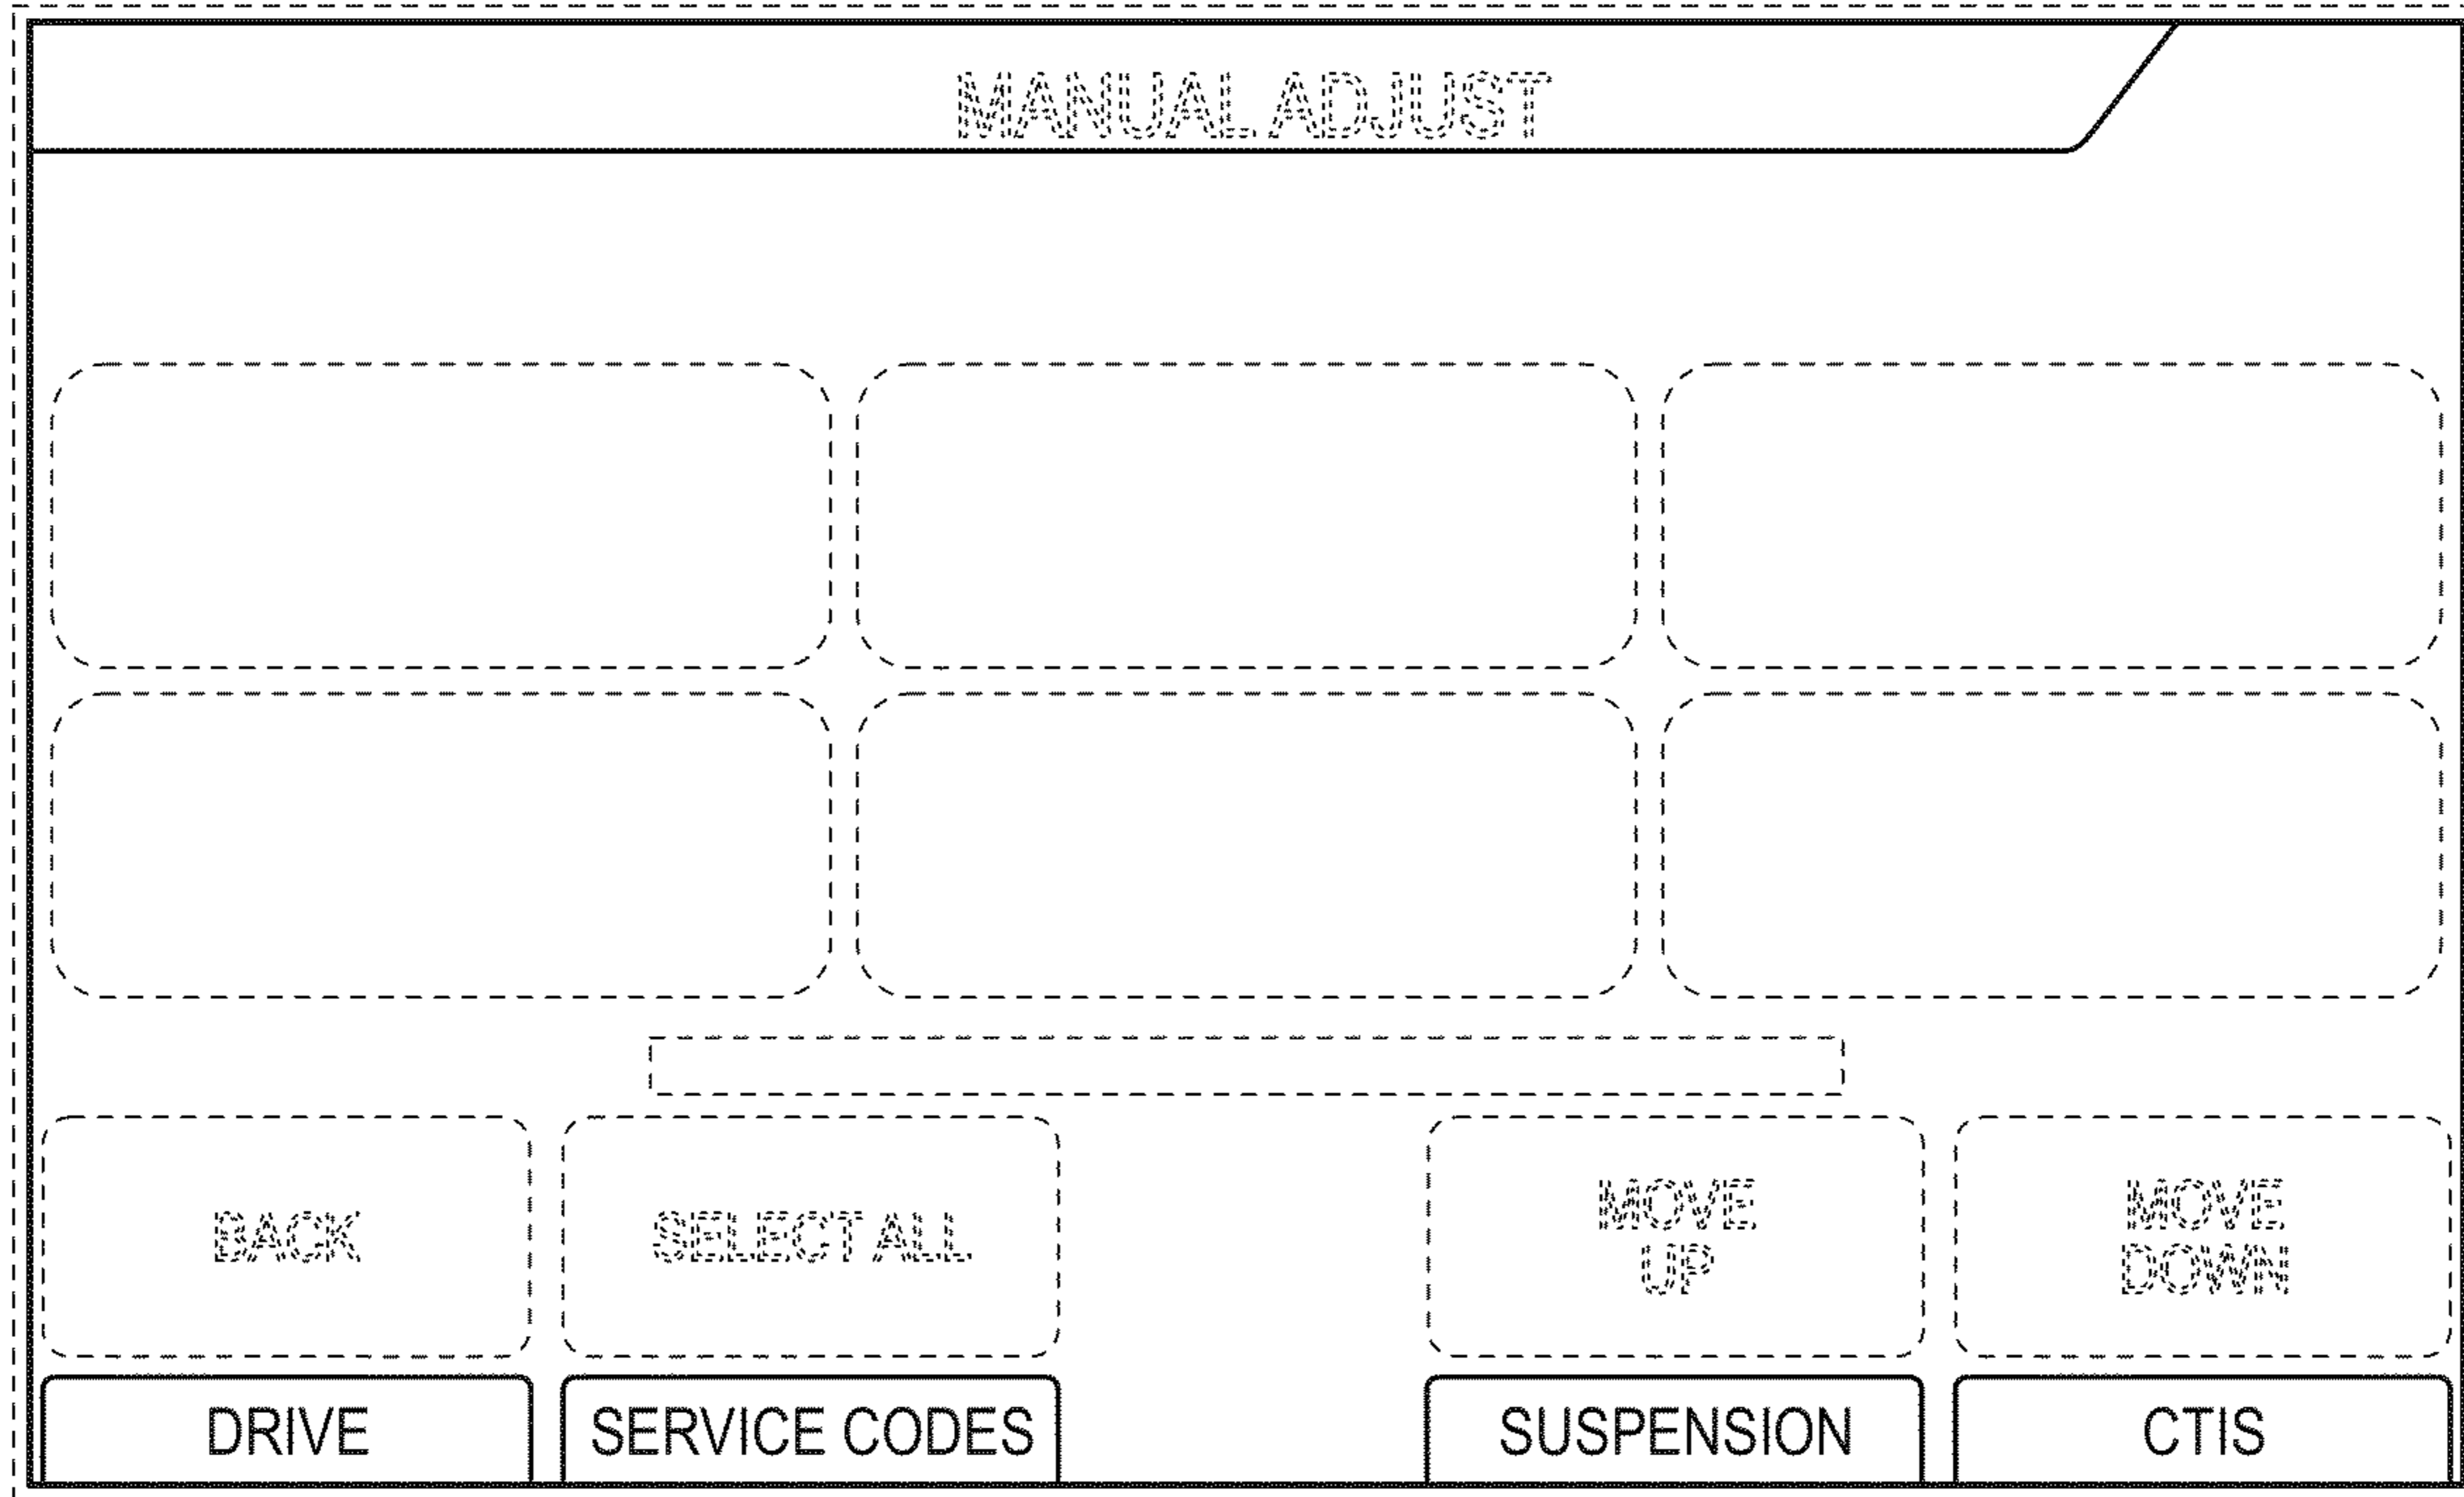 MANUAL ADJUST
BACK
SELECT ALL
MOVE
UP
MOVE
DOWN
DRIVE
SERVICE CODES
SUSPENSION
CTIS